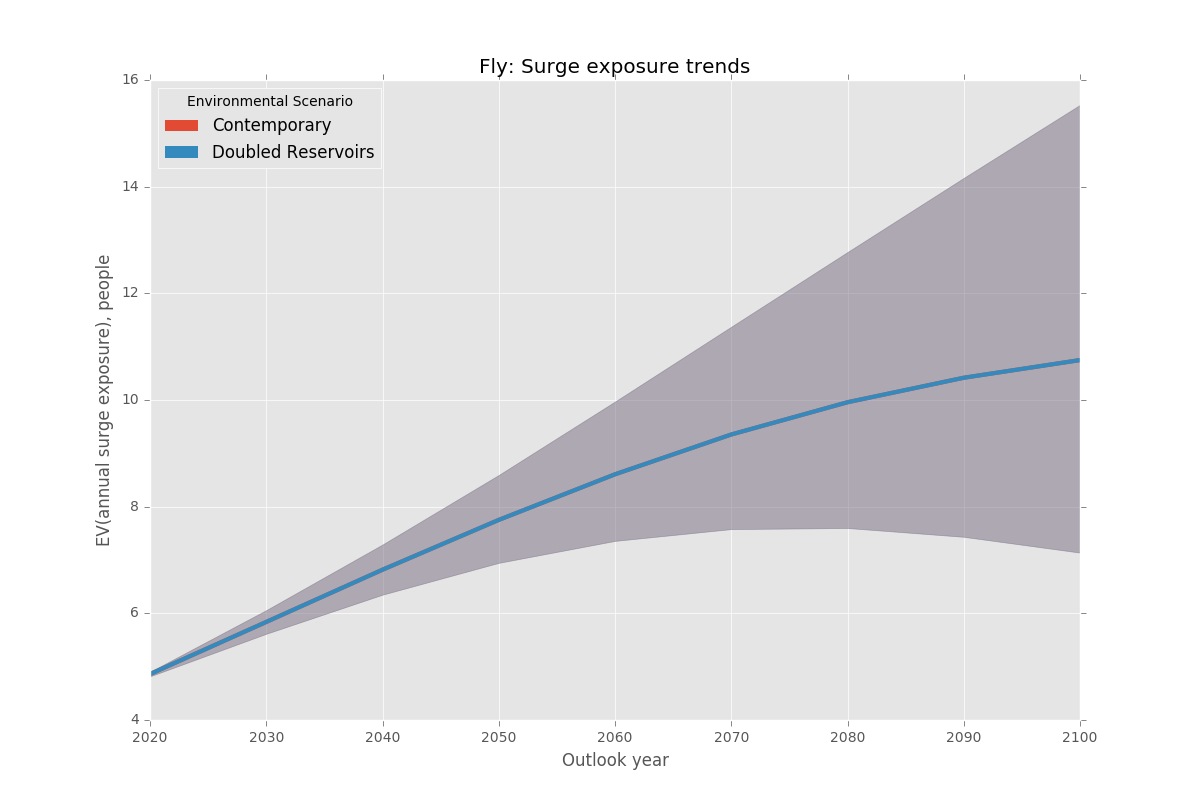 Fly: Surge exposure trends
Environmental Scenario
Contemporary
Doubled Reservoirs
EV(annual surge exposure), people
16
14
12
10
8
6
4
2020 2030 2040 2050 2060 2070 2080 2090 2100
Outlook year